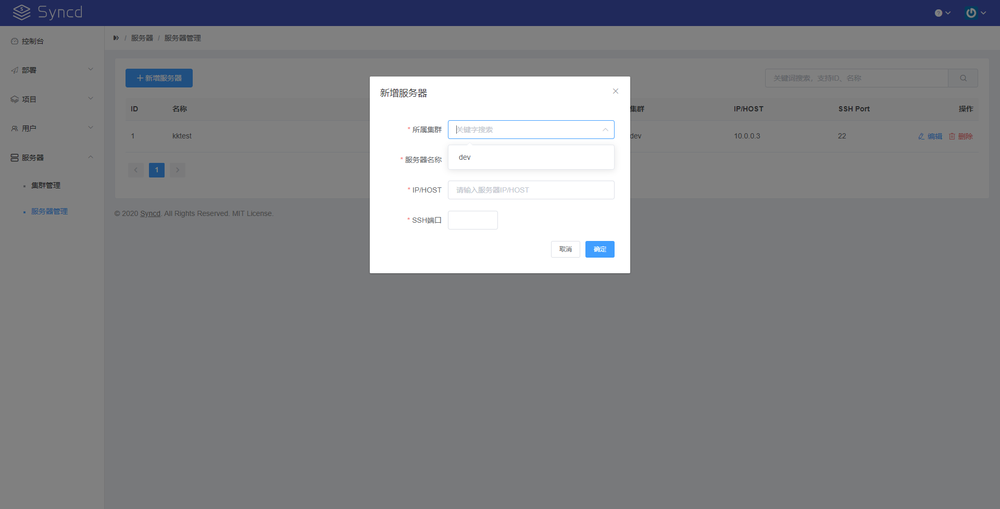 Syncd
控制台
部署
项目
用户
服务器
集群管理
服务器管理
/ 服务器 / 服务器管理
新增服务器
关键词搜索，支持ID、名称
ID 名称 集群 IP/HOST SSH Port 操作
1 kktest dev 10.0.0.3 22 编辑 删除
1
© 2020 Syncd. All Rights Reserved. MIT License.
新增服务器
* 所属集群 关键字搜索
dev
* 服务器名称
* IP/HOST 请输入服务器IP/HOST
* SSH端口
取消 确定